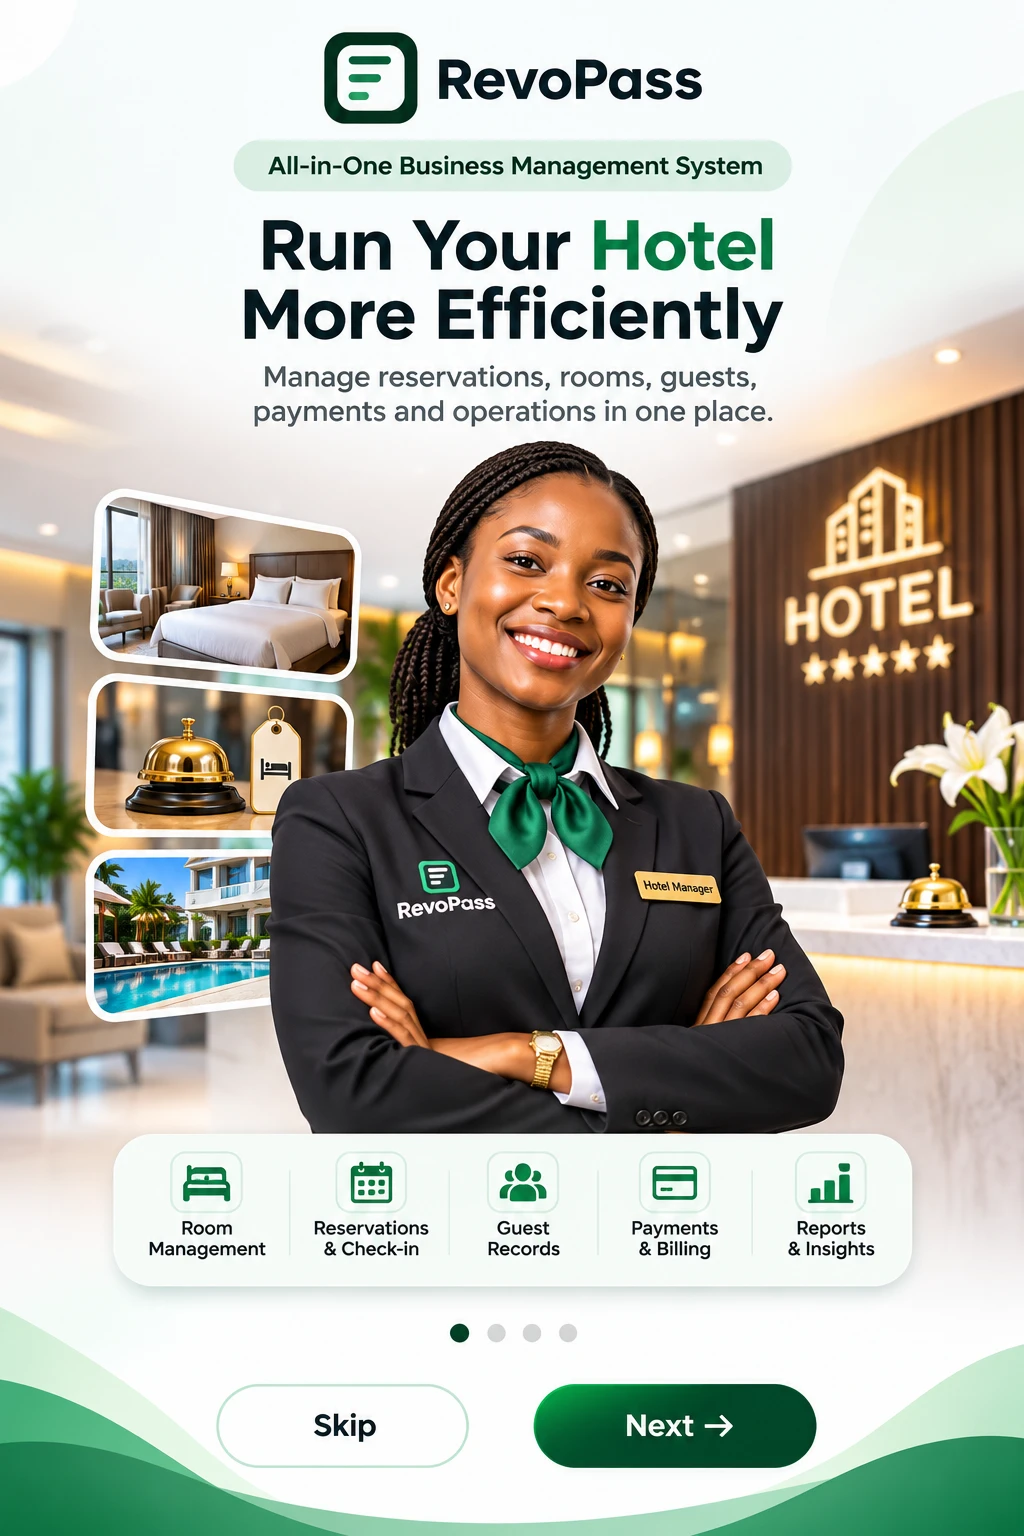 RevoPass
All-in-One Business Management System
Run Your Hotel
More Efficiently
Manage reservations, rooms, guests,
payments and operations in one place.
HOTEL
RevoPass
Hotel Manager
Room
Management
Reservations
& Check-in
Guest
Records
Payments
& Billing
Reports
& Insights
Skip
Next →